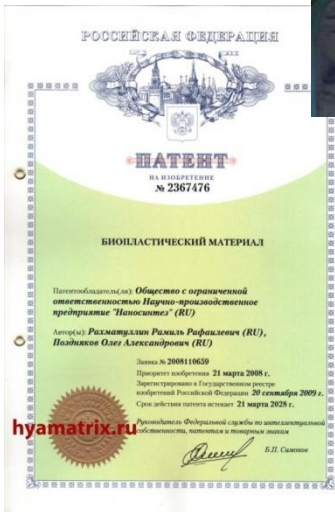 РОССИЙСКАЯ ФЕДЕРАЦИЯ
ПАТЕНТ
НА ИЗОБРЕТЕНИЕ
№ 2367476
БИОПЛАСТИЧЕСКИЙ МАТЕРИАЛ
Патентообладатель(ли): Общество с ограниченной
ответственностью Научно-производственное
предприятие "Наносинтез" (RU)
Автор(ы): Рахматуллин Рамиль Рафаилевич (RU),
Поздняков Олег Александрович (RU)
Заявка № 2008110659
Приоритет изобретения 21 марта 2008 г.
Зарегистрировано в Государственном реестре
изобретений Российской Федерации 20 сентября 2009 г.
Срок действия патента истекает 21 марта 2028 г.
hyamatrix.ru
Руководитель Федеральной службы по интеллектуальной
собственности, патентам и товарным знакам
Б.П. Симонов